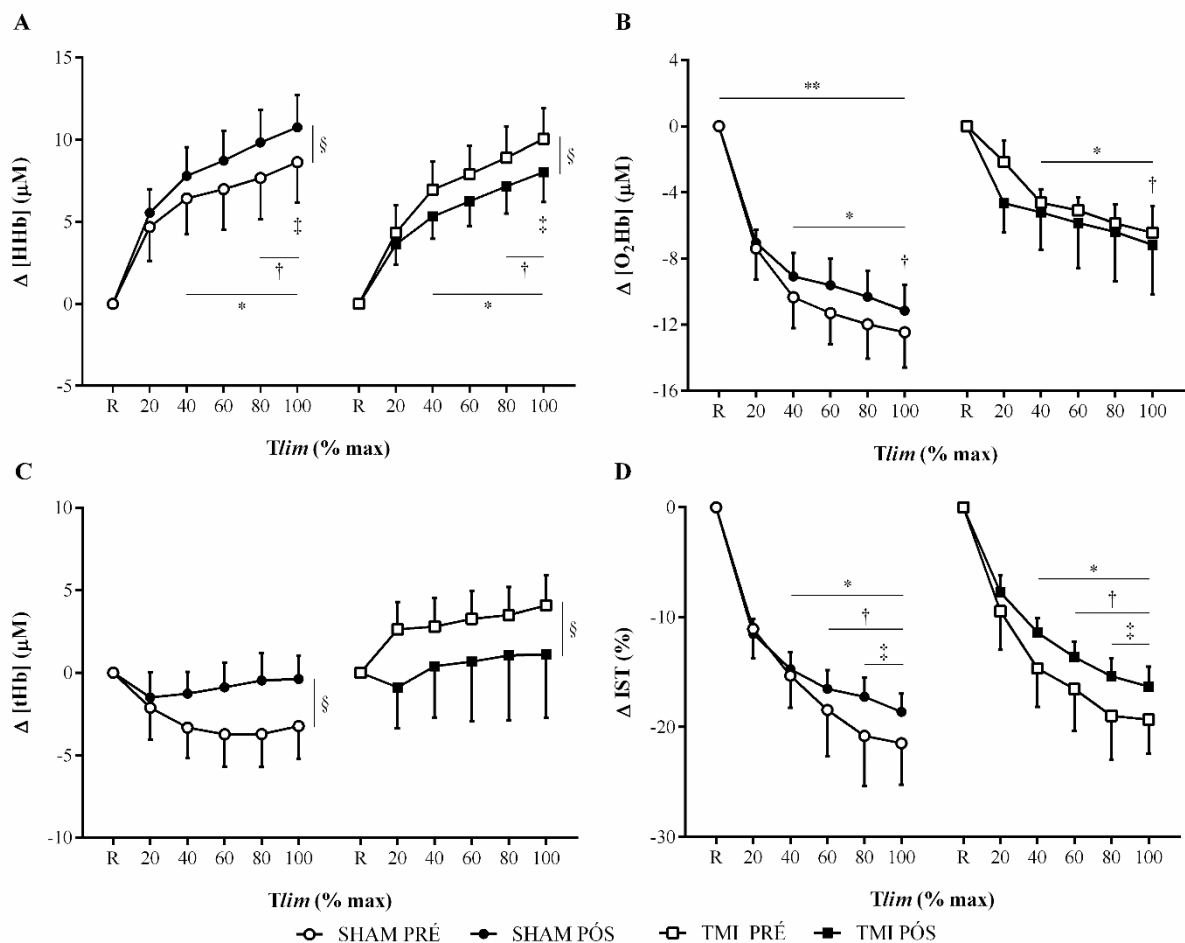 A
Δ [HHb] (μM)
15
10
5
0
-5
§
§
‡
‡
†
†
*
*
R 20 40 60 80 100 R 20 40 60 80 100
Tlim (% max)
B
Δ [O2Hb] (μM)
0
-4
-8
-12
-16
**
*
†
*
†
R 20 40 60 80 100 R 20 40 60 80 100
Tlim (% max)
C
Δ [tHb] (μM)
10
5
0
-5
-10
§
§
R 20 40 60 80 100 R 20 40 60 80 100
Tlim (% max)
D
Δ IST (%)
0
-10
-20
-30
*
†
‡
*
†
‡
R 20 40 60 80 100 R 20 40 60 80 100
Tlim (% max)
SHAM PRÉ SHAM PÓS TMI PRÉ TMI PÓS